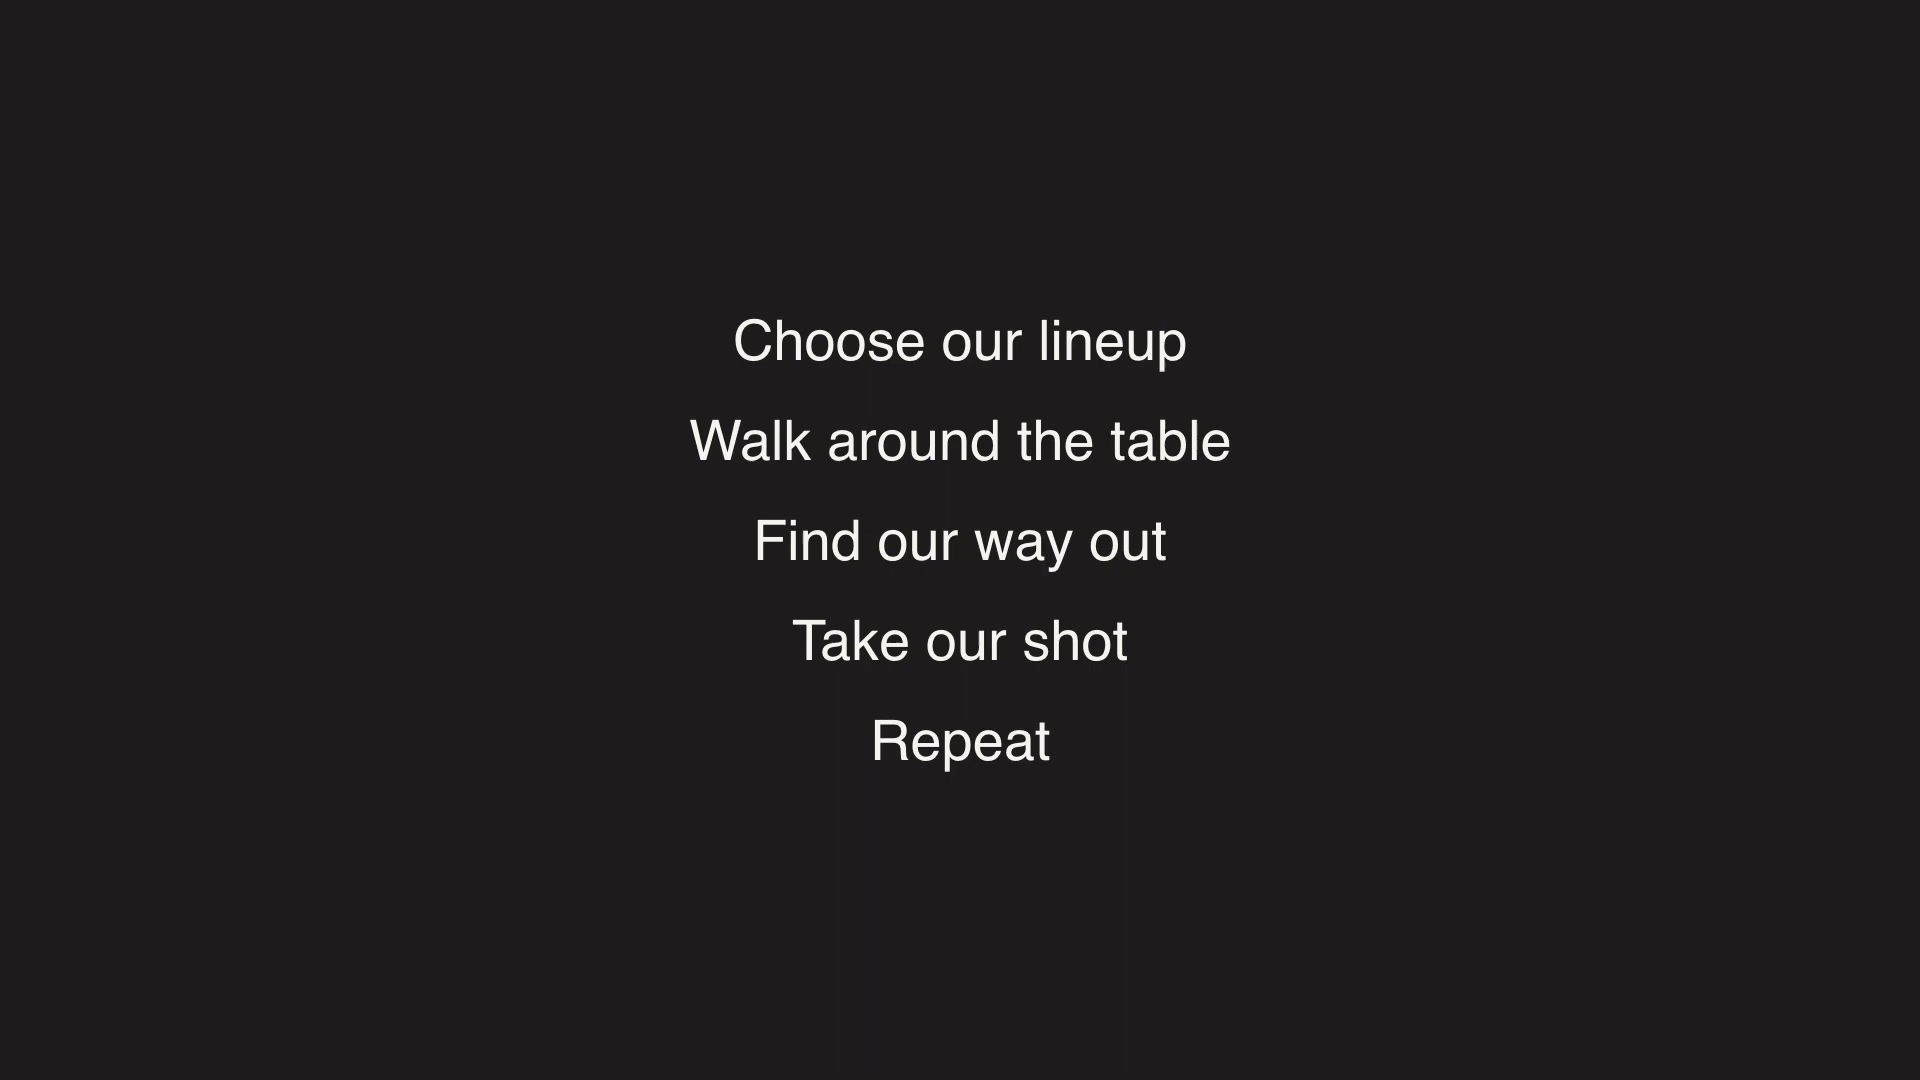 Choose our lineup
Walk around the table
Find our way out
Take our shot
Repeat